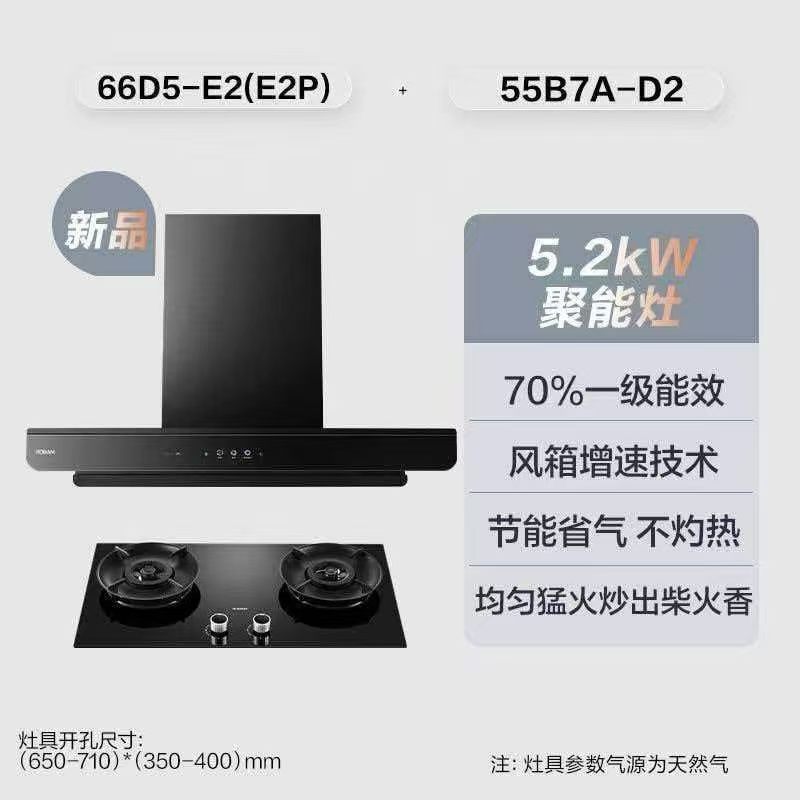 66D5-E2(E2P) + 55B7A-D2
新品
5.2kW
聚能灶
70%一级能效
风箱增速技术
节能省气 不灼热
均匀猛火炒出柴火香
ROBAM
灶具开孔尺寸:
(650-710)*(350-400)mm
注: 灶具参数气源为天然气